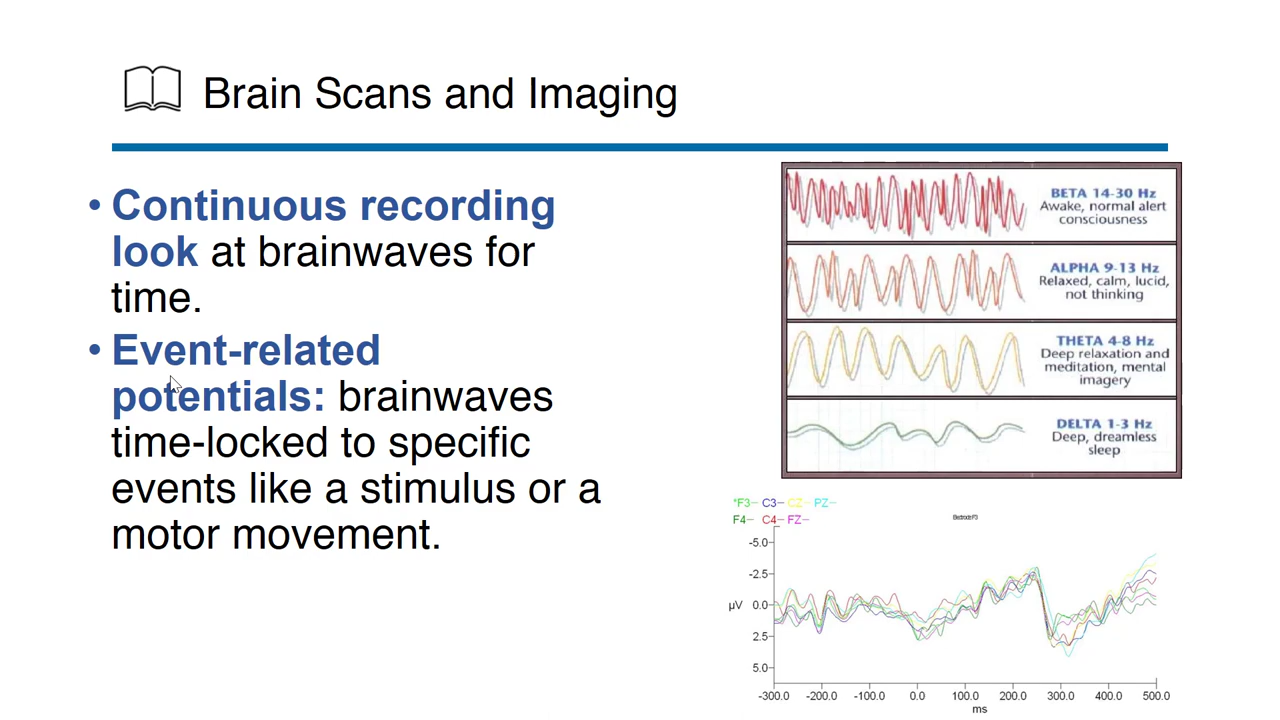 Brain Scans and Imaging
• Continuous recording
look at brainwaves for
time.
• Event-related
potentials: brainwaves
time-locked to specific
events like a stimulus or a
motor movement.
BETA 14-30 Hz
Awake, normal alert
consciousness
ALPHA 9-13 Hz
Relaxed, calm, lucid,
not thinking
THETA 4-8 Hz
Deep relaxation and
meditation, mental
imagery
DELTA 1-3 Hz
Deep, dreamless
sleep
*F3 C3 CZ PZ
F4 C4 FZ
Electrode F3
-5.0
-2.5
µV 0.0
2.5
5.0
-300.0 -200.0 -100.0 0.0 100.0 200.0 300.0 400.0 500.0
ms